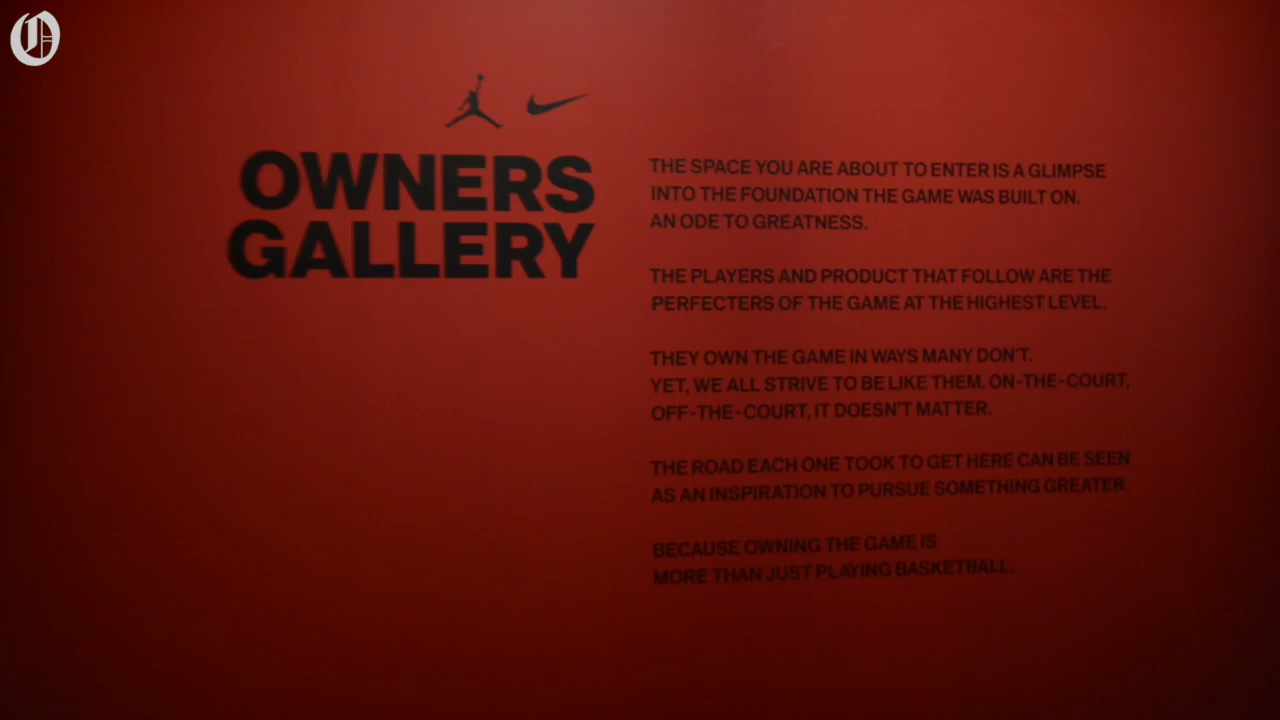 O
OWNERS
GALLERY
THE SPACE YOU ARE ABOUT TO ENTER IS A GLIMPSE
INTO THE FOUNDATION THE GAME WAS BUILT ON.
AN ODE TO GREATNESS.
THE PLAYERS AND PRODUCT THAT FOLLOW ARE THE
PERFECTERS OF THE GAME AT THE HIGHEST LEVEL.
THEY OWN THE GAME IN WAYS MANY DON'T.
YET, WE ALL STRIVE TO BE LIKE THEM. ON-THE-COURT,
OFF-THE-COURT, IT DOESN'T MATTER.
THE ROAD EACH ONE TOOK TO GET HERE CAN BE SEEN
AS AN INSPIRATION TO PURSUE SOMETHING GREATER.
BECAUSE OWNING THE GAME IS
MORE THAN JUST PLAYING BASKETBALL.